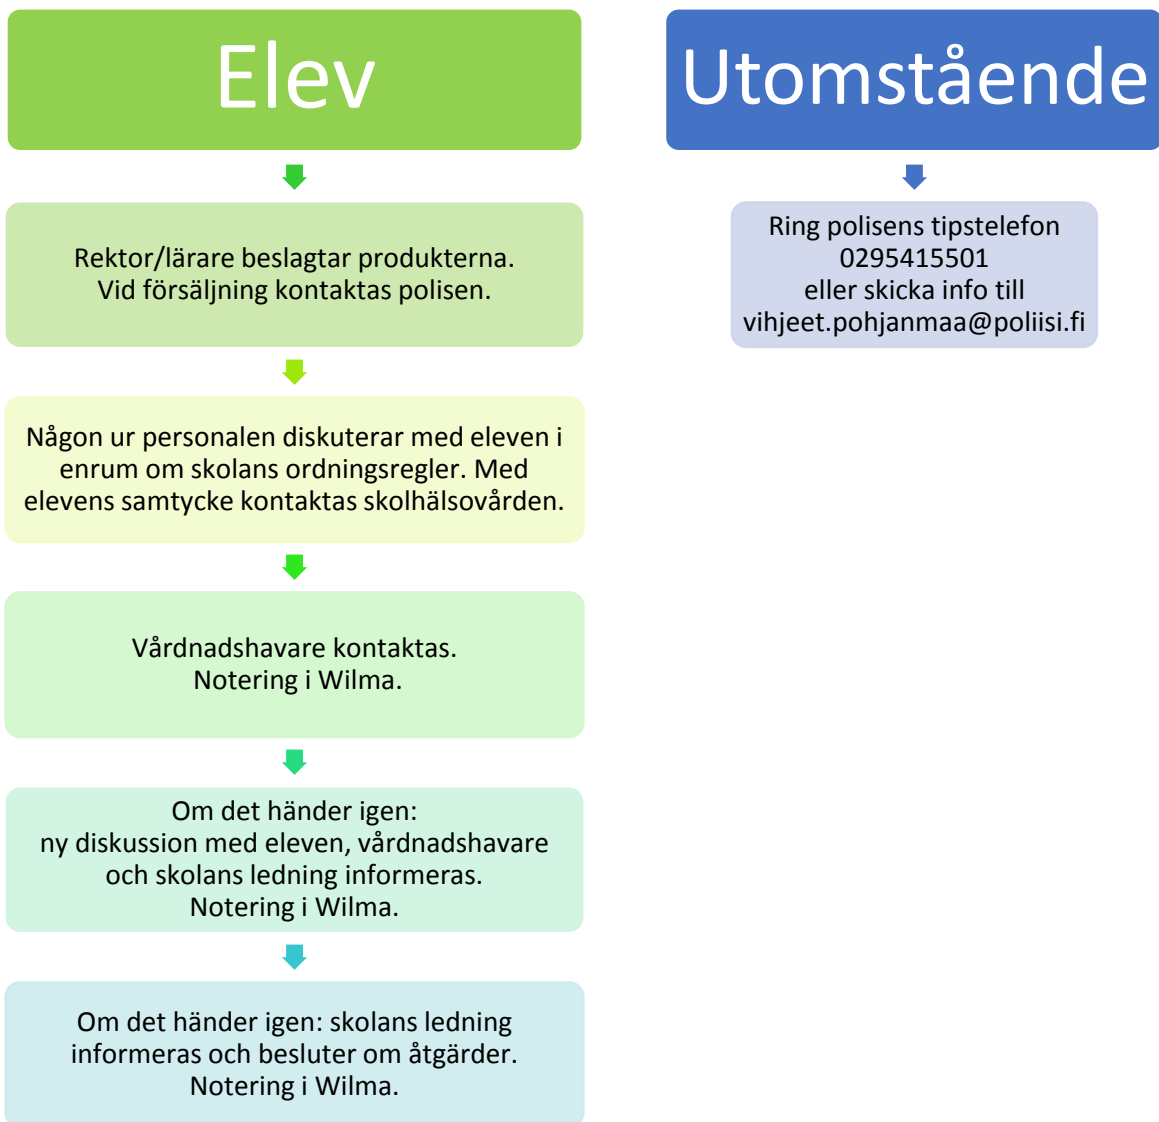 Elev
Rektor/lärare beslagtar produkterna.
Vid försäljning kontaktas polisen.
Någon ur personalen diskuterar med eleven i
enrum om skolans ordningsregler. Med
elevens samtycke kontaktas skolhälsovården.
Vårdnadshavare kontaktas.
Notering i Wilma.
Om det händer igen:
ny diskussion med eleven, vårdnadshavare
och skolans ledning informeras.
Notering i Wilma.
Om det händer igen: skolans ledning
informeras och besluter om åtgärder.
Notering i Wilma.
Utomstående
Ring polisens tipstelefon
0295415501
eller skicka info till
vihjeet.pohjanmaa@poliisi.fi